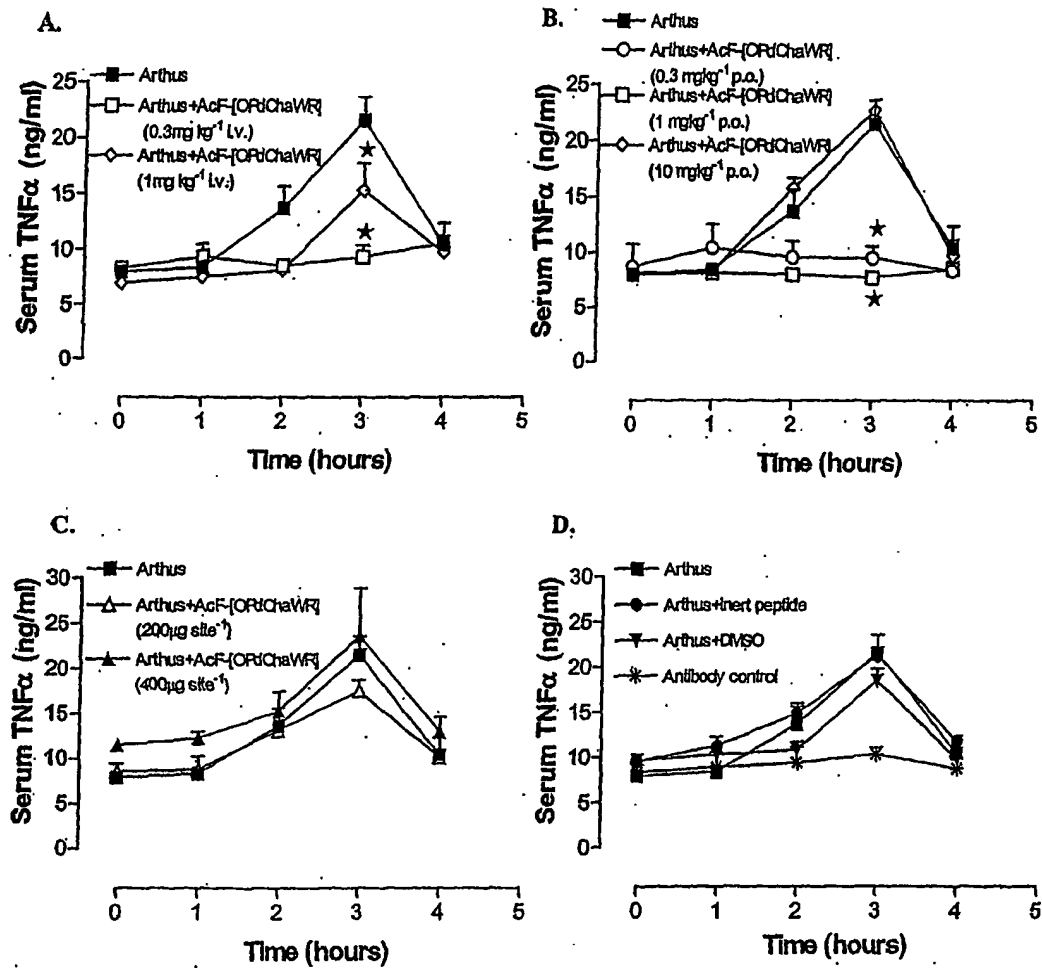 A.
Arthus
Arthus+AcF-[OPdChaWR]
(0.3mg kg⁻¹ i.v.)
Arthus+AcF-[OPdChaWR]
(1mg kg⁻¹ i.v.)
Serum TNFα (ng/ml)
25
20
15
10
5
0
0 1 2 3 4 5
Time (hours)
B.
Arthus
Arthus+AcF-[OPdChaWR]
(0.3 mgkg⁻¹ p.o.)
Arthus+AcF-[OPdChaWR]
(1 mgkg⁻¹ p.o.)
Arthus+AcF-[OPdChaWR]
(10 mgkg⁻¹ p.o.)
Serum TNFα (ng/ml)
25
20
15
10
5
0
0 1 2 3 4 5
Time (hours)
C.
Arthus
Arthus+AcF-[OPdChaWR]
(200µg site⁻¹)
Arthus+AcF-[OPdChaWR]
(400µg site⁻¹)
Serum TNFα (ng/ml)
30
25
20
15
10
5
0
0 1 2 3 4 5
Time (hours)
D.
Arthus
Arthus+inert peptide
Arthus+DMSO
Antibody control
Serum TNFα (ng/ml)
30
25
20
15
10
5
0
0 1 2 3 4 5
Time (hours)